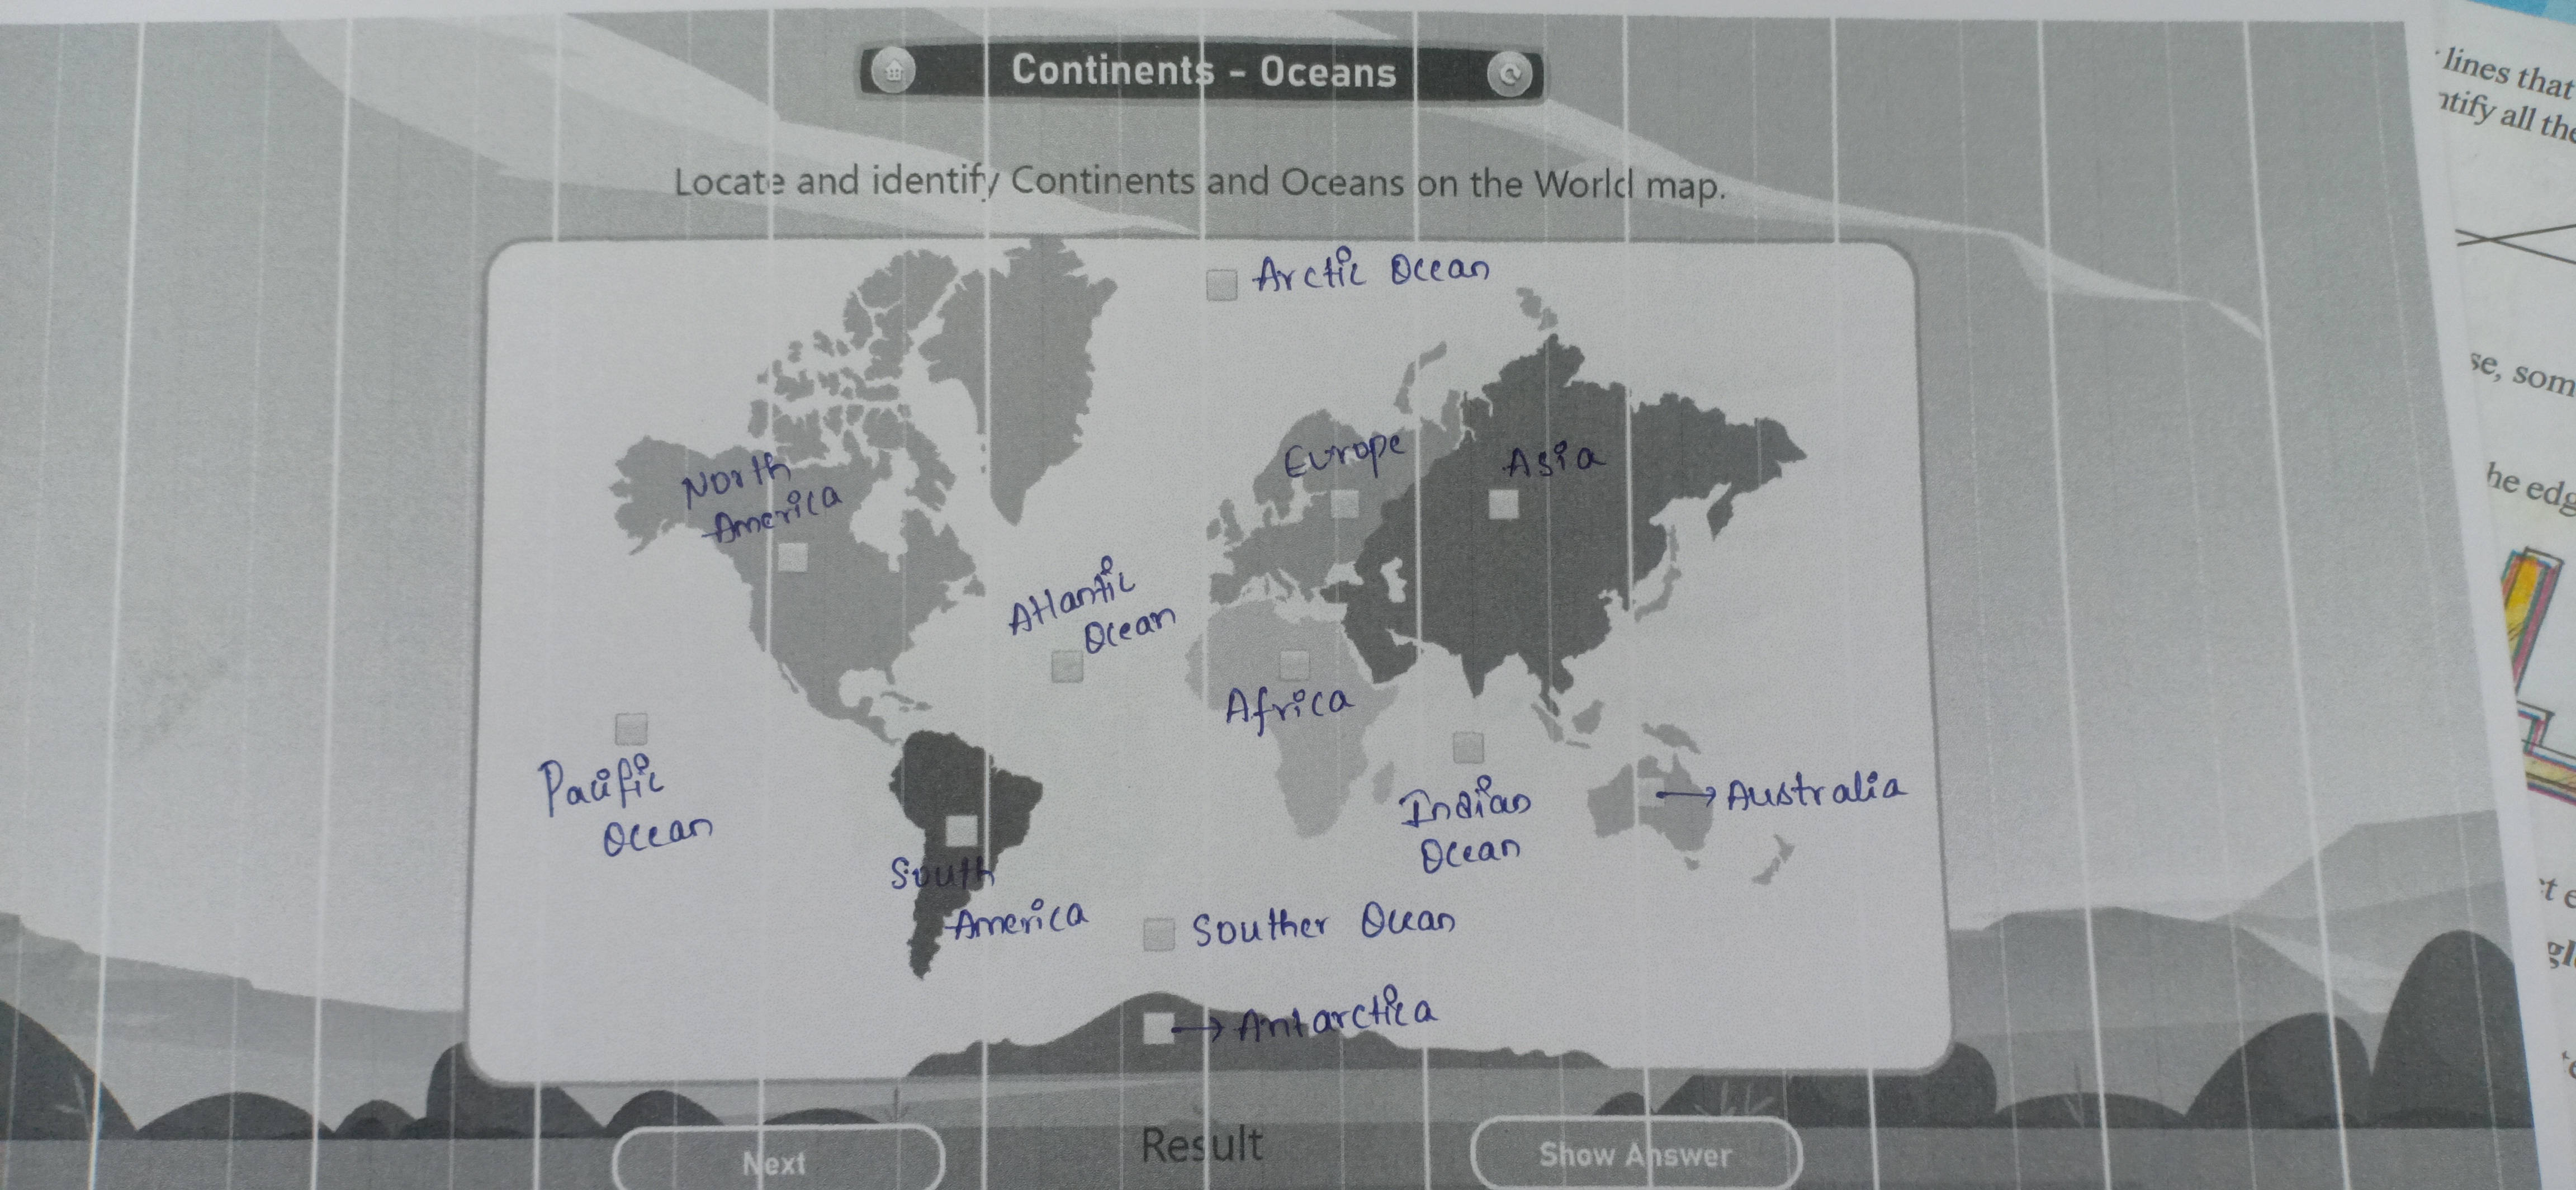 Continents - Oceans
Locate and identify Continents and Oceans on the World map.
Arctic Ocean
Europe
Asia
North
America
Atlantic
Ocean
Africa
Pacific
Ocean
Indian
Ocean
Australia
South
America
Souther Ocean
Antarctica
Next
Result
Show Answer
lines that
ntify all the
se, som
he edg